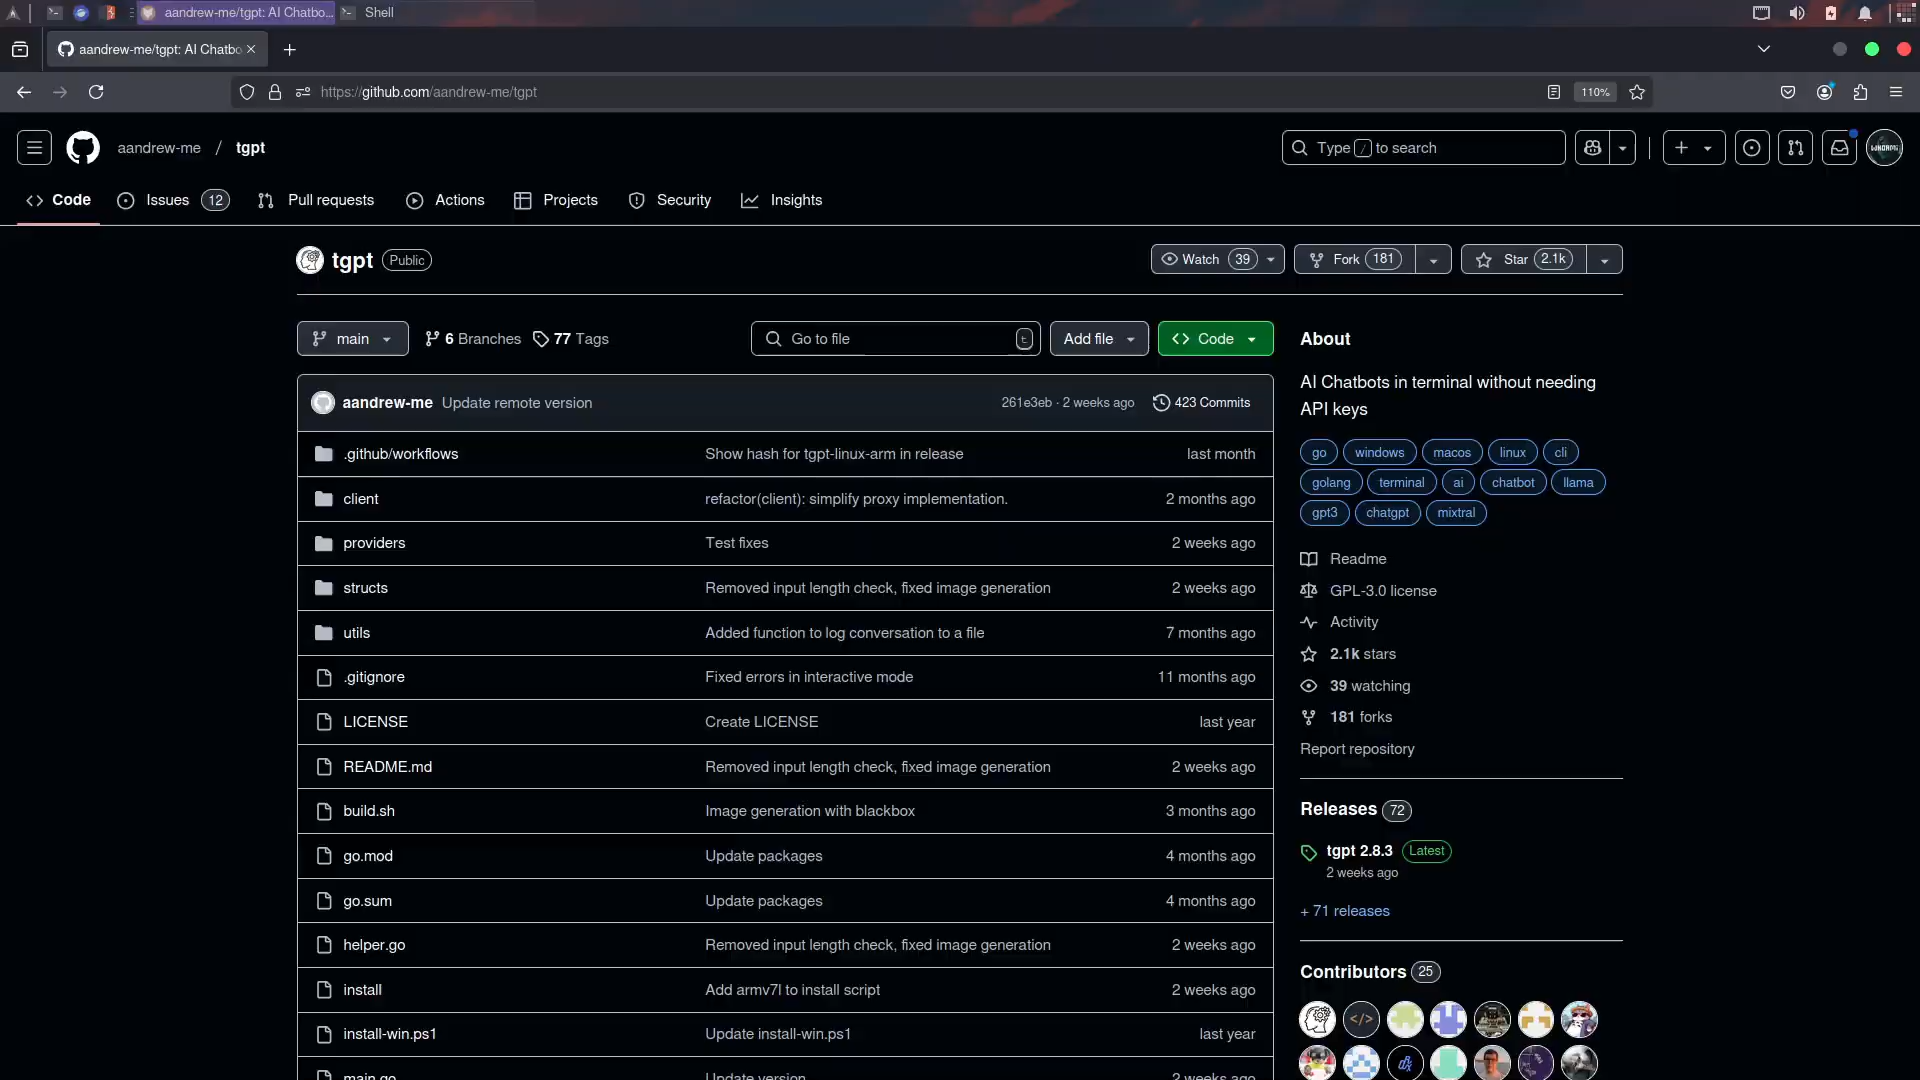 aandrew-me/tgpt: AI Chatbo... Shell
aandrew-me/tgpt: AI Chatbo
https://github.com/aandrew-me/tgpt
110%
aandrew-me / tgpt
Type / to search
Code
Issues 12
Pull requests
Actions
Projects
Security
Insights
tgpt Public
Watch 39
Fork 181
Star 2.1k
main
6 Branches
77 Tags
Go to file t
Add file
Code
aandrew-me Update remote version 261e3eb · 2 weeks ago 423 Commits
.github/workflows Show hash for tgpt-linux-arm in release last month
client refactor(client): simplify proxy implementation. 2 months ago
providers Test fixes 2 weeks ago
structs Removed input length check, fixed image generation 2 weeks ago
utils Added function to log conversation to a file 7 months ago
.gitignore Fixed errors in interactive mode 11 months ago
LICENSE Create LICENSE last year
README.md Removed input length check, fixed image generation 2 weeks ago
build.sh Image generation with blackbox 3 months ago
go.mod Update packages 4 months ago
go.sum Update packages 4 months ago
helper.go Removed input length check, fixed image generation 2 weeks ago
install Add armv7l to install script 2 weeks ago
install-win.ps1 Update install-win.ps1 last year
main.go Update version 2 weeks ago
About
AI Chatbots in terminal without needing
API keys
go windows macos linux cli
golang terminal ai chatbot llama
gpt3 chatgpt mixtral
Readme
GPL-3.0 license
Activity
2.1k stars
39 watching
181 forks
Report repository
Releases 72
tgpt 2.8.3 Latest
2 weeks ago
+ 71 releases
Contributors 25